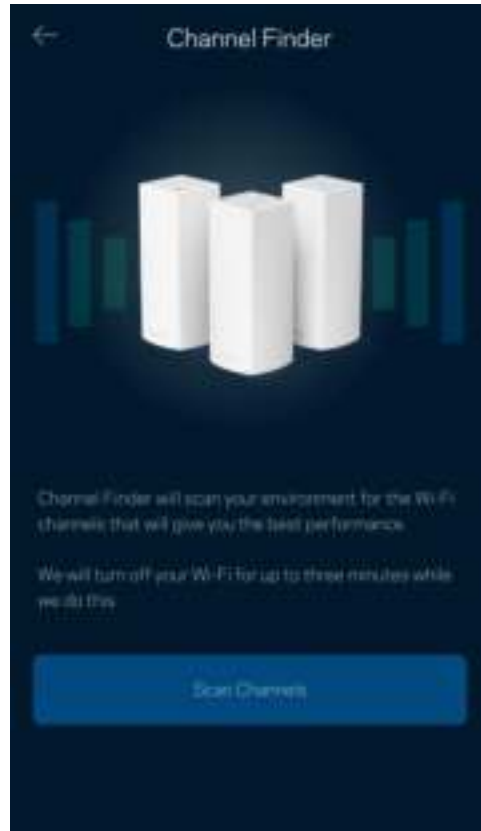 Channel Finder
Channel Finder will scan your environment for the Wi-Fi
channels that will give you the best performance.
We will turn off your Wi-Fi for up to three minutes while
we do this.
Scan Channels